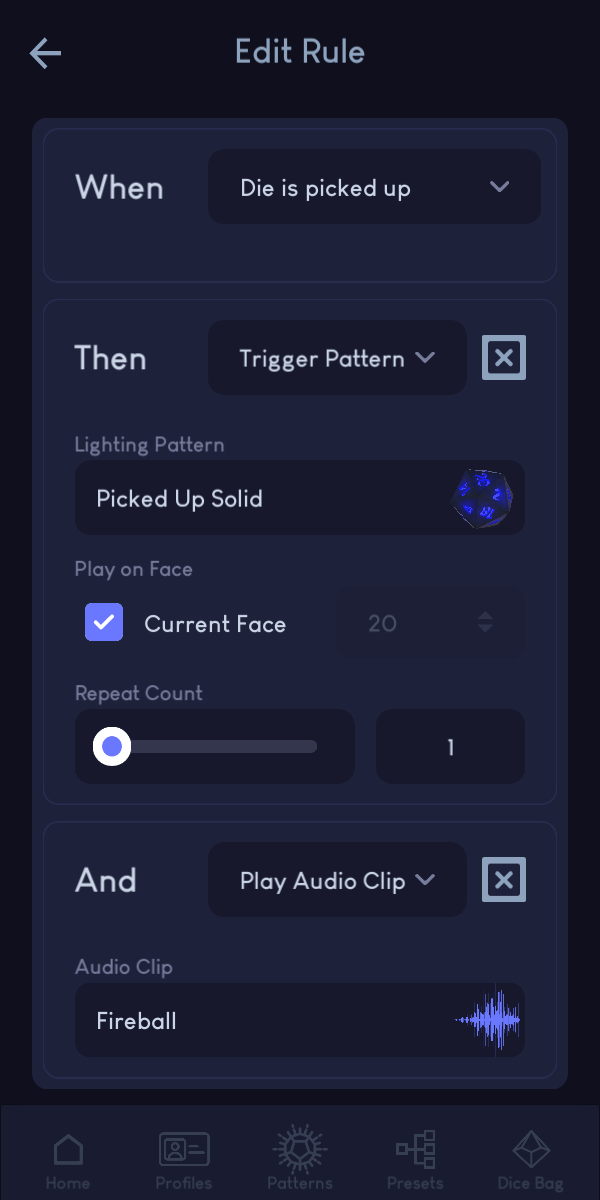 Edit Rule
When
Die is picked up
Then
Trigger Pattern
Lighting Pattern
Picked Up Solid
Play on Face
Current Face
20
Repeat Count
1
And
Play Audio Clip
Audio Clip
Fireball
Home
Profiles
Patterns
Presets
Dice Bag